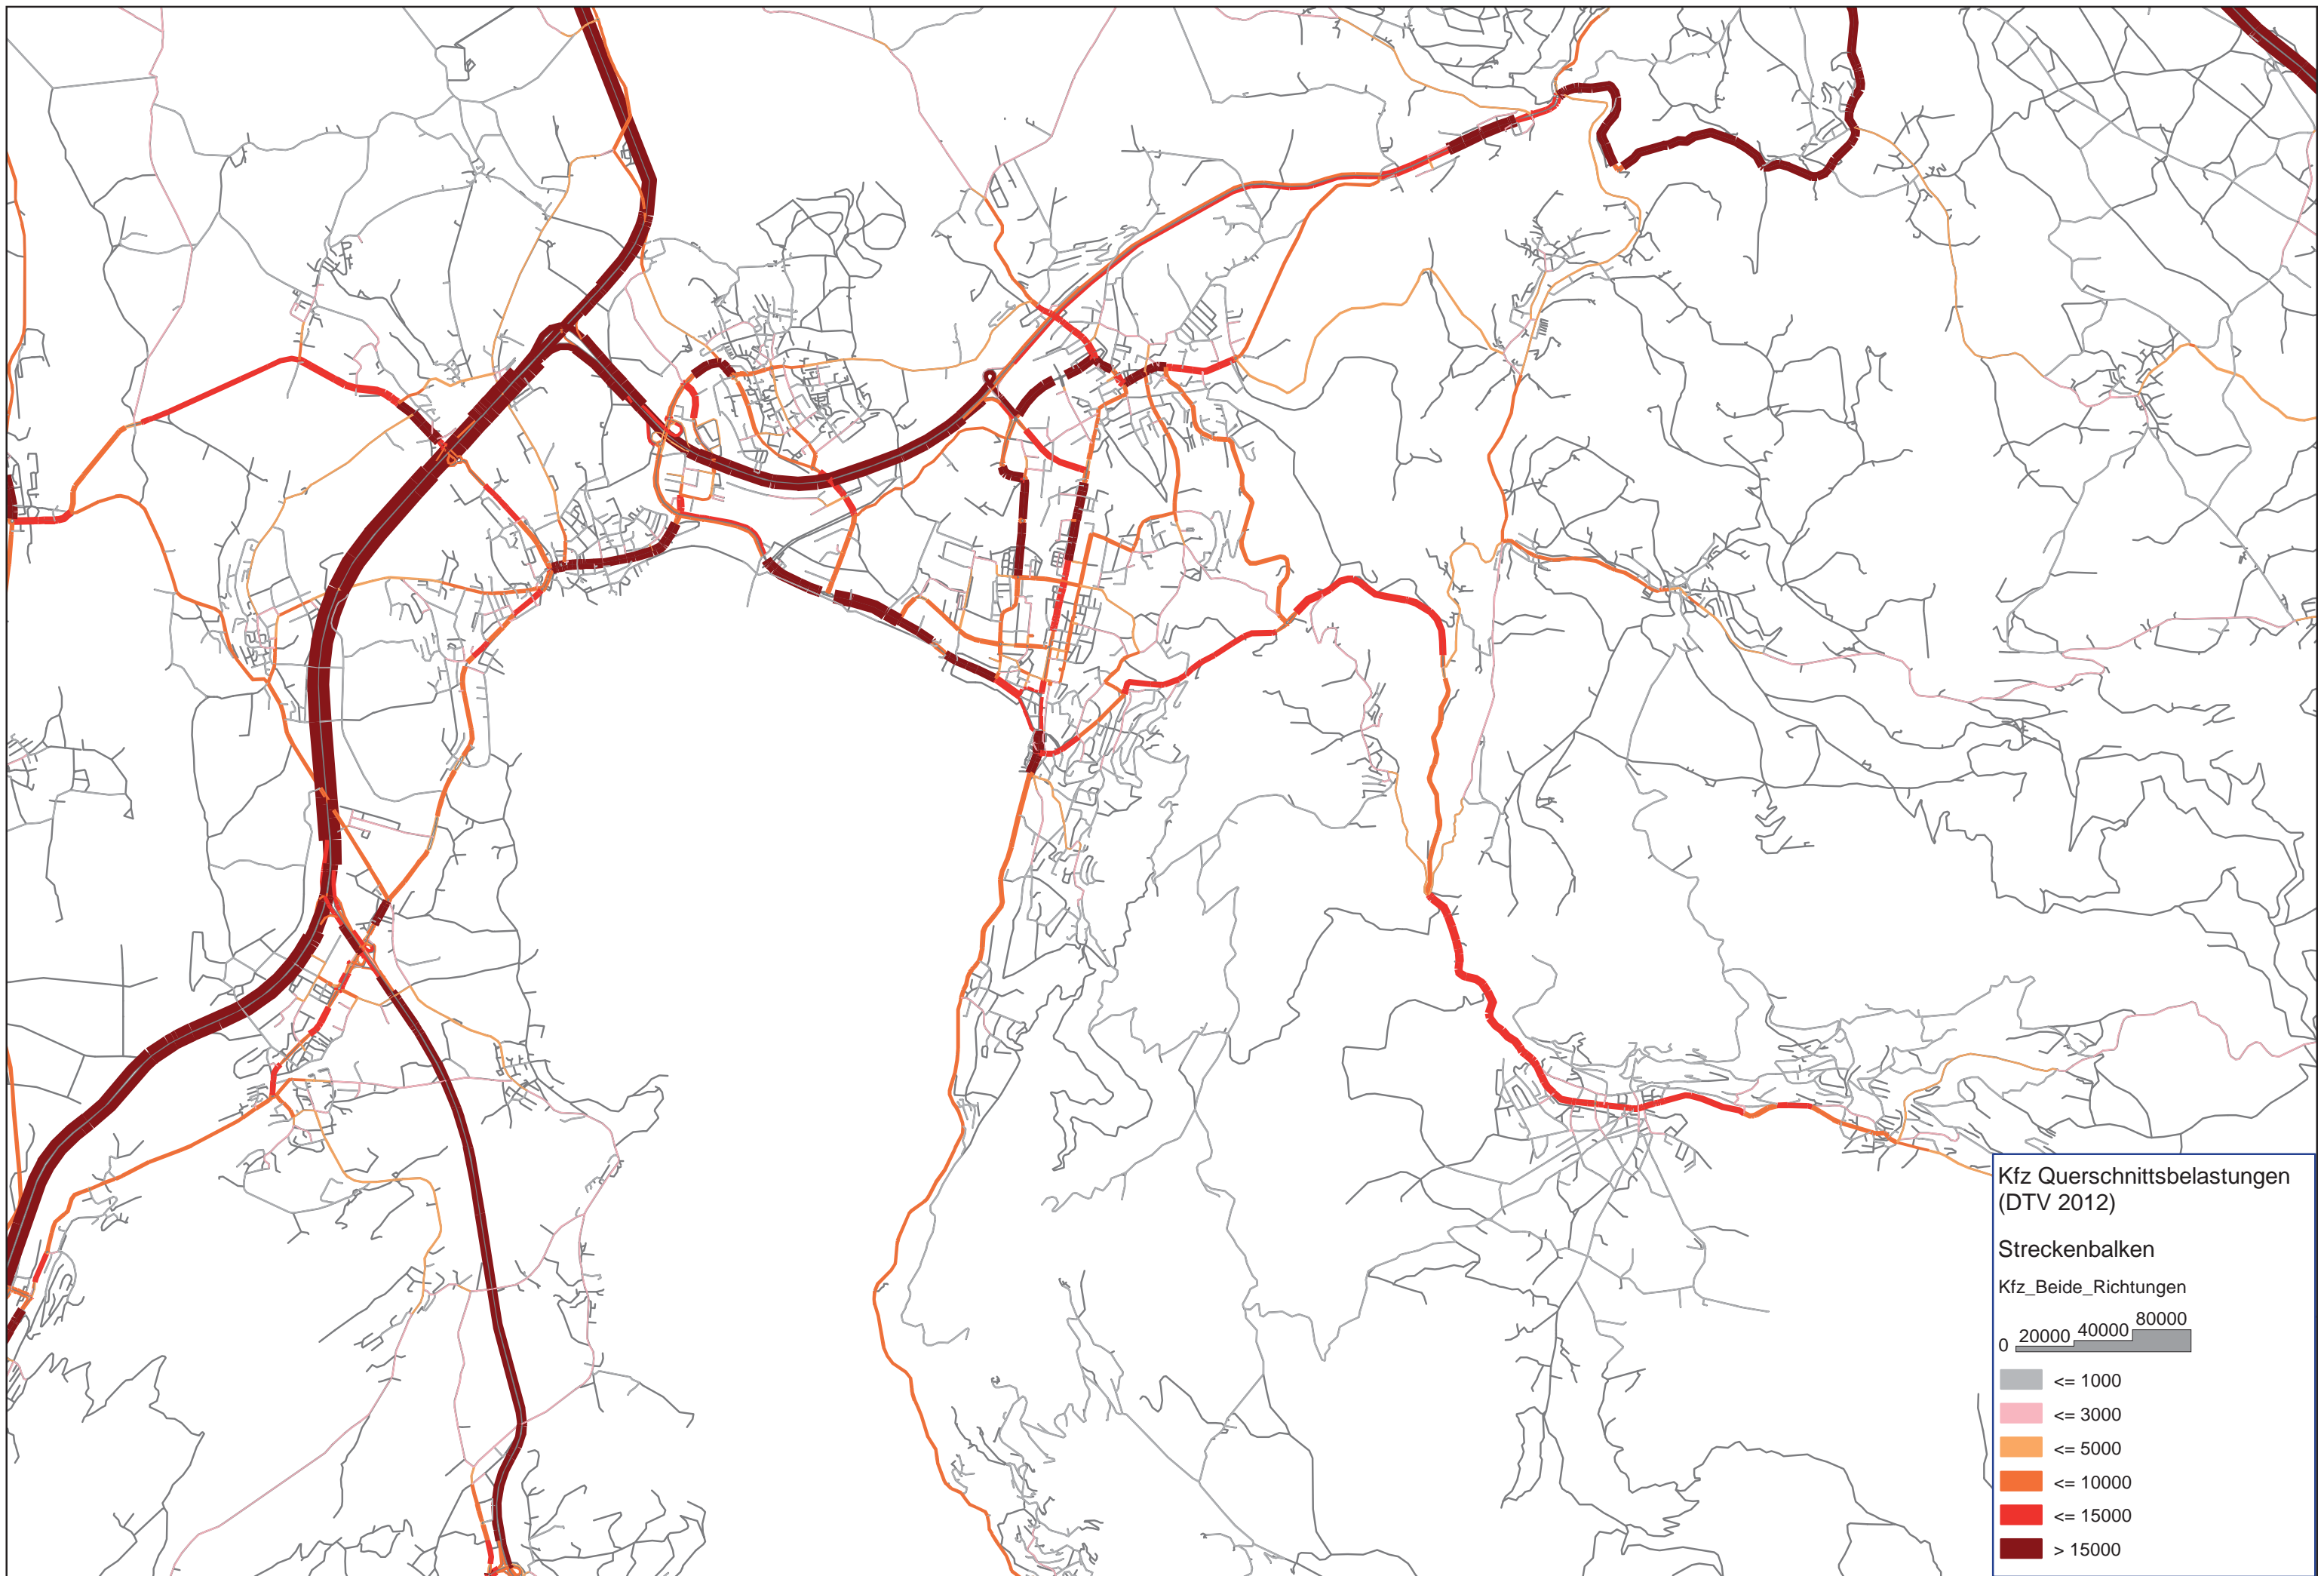 Kfz Querschnittsbelastungen
(DTV 2012)
Streckenbalken
Kfz_Beide_Richtungen
0 20000 40000 80000
<= 1000
<= 3000
<= 5000
<= 10000
<= 15000
> 15000